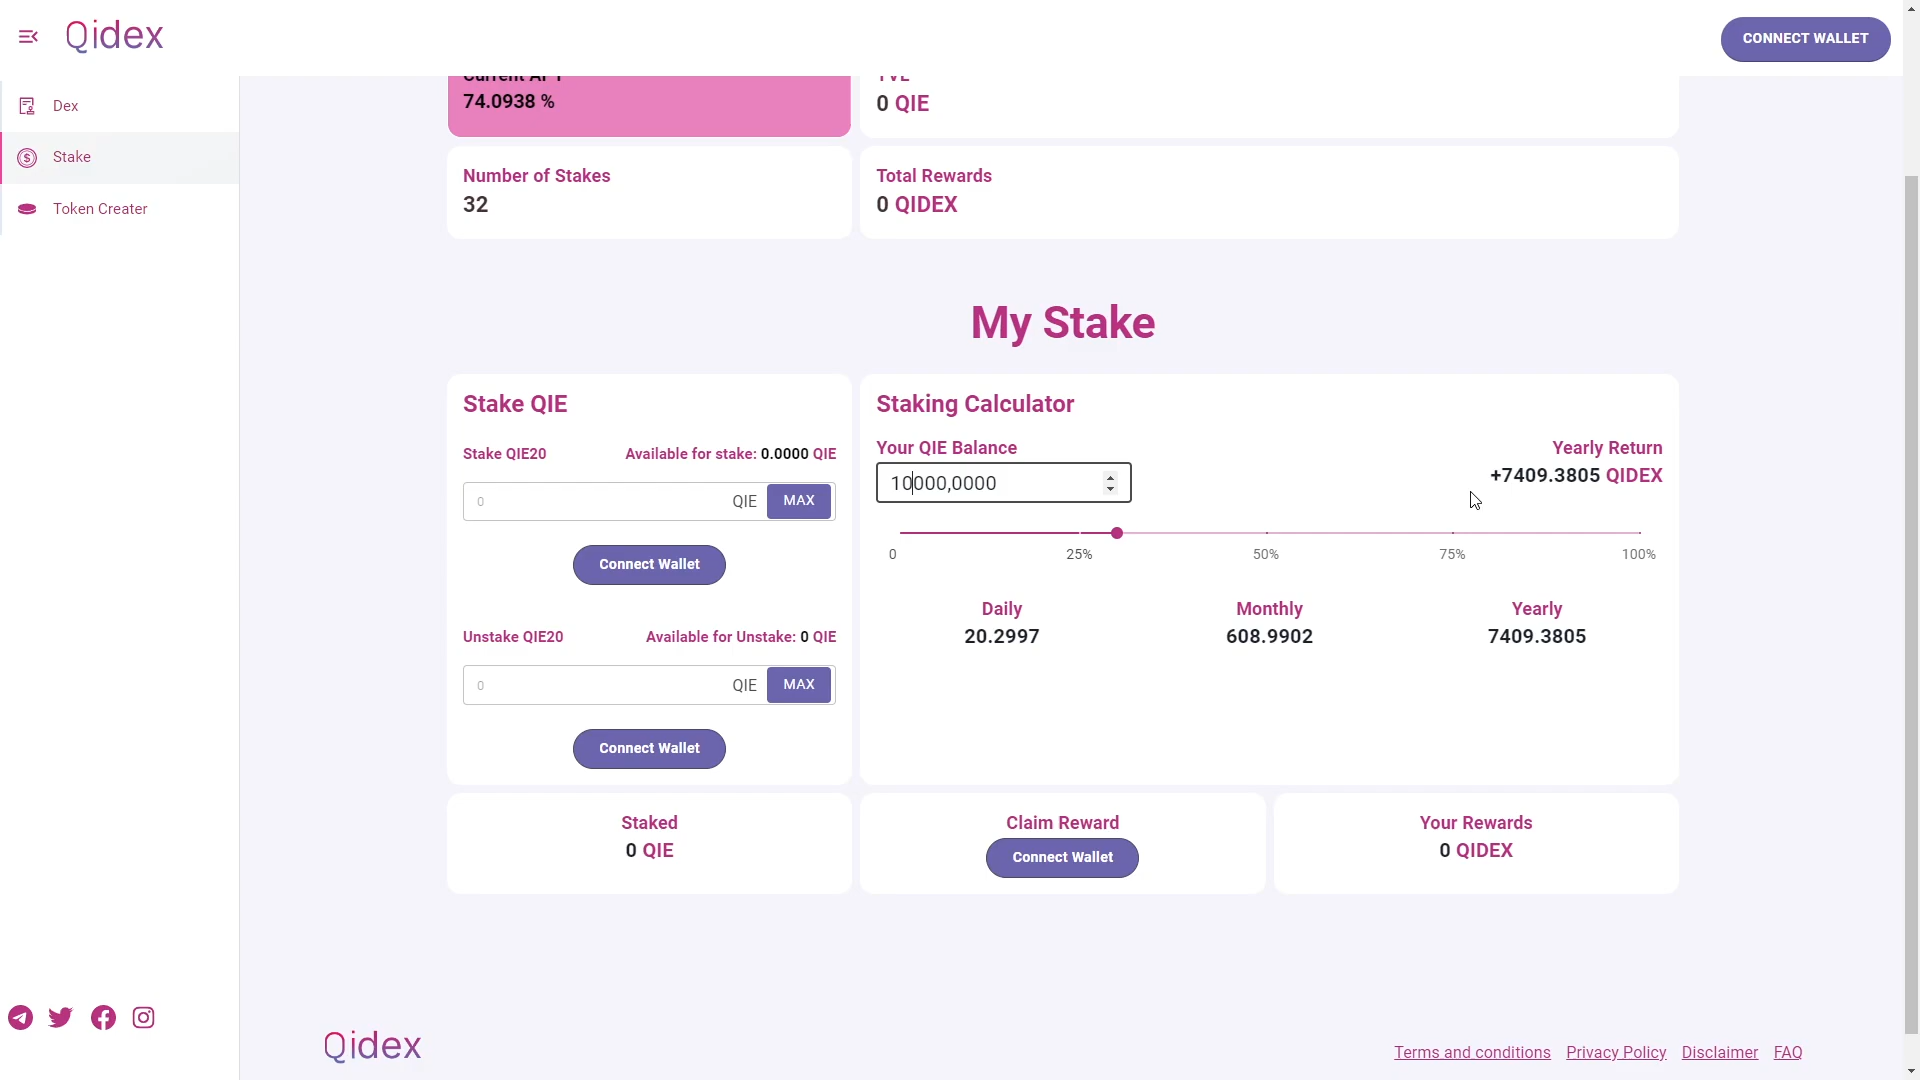 Qidex
CONNECT WALLET
Dex
Stake
Token Creater
Current APY
74.0938 %
TVL
0 QIE
Number of Stakes
32
Total Rewards
0 QIDEX
My Stake
Stake QIE
Stake QIE20
Available for stake: 0.0000 QIE
0
QIE
MAX
Connect Wallet
Unstake QIE20
Available for Unstake: 0 QIE
0
QIE
MAX
Connect Wallet
Staking Calculator
Your QIE Balance
10000,0000
Yearly Return
+7409.3805 QIDEX
0 25% 50% 75% 100%
Daily Monthly Yearly
20.2997 608.9902 7409.3805
Staked
0 QIE
Claim Reward
Connect Wallet
Your Rewards
0 QIDEX
Qidex
Terms and conditions Privacy Policy Disclaimer FAQ